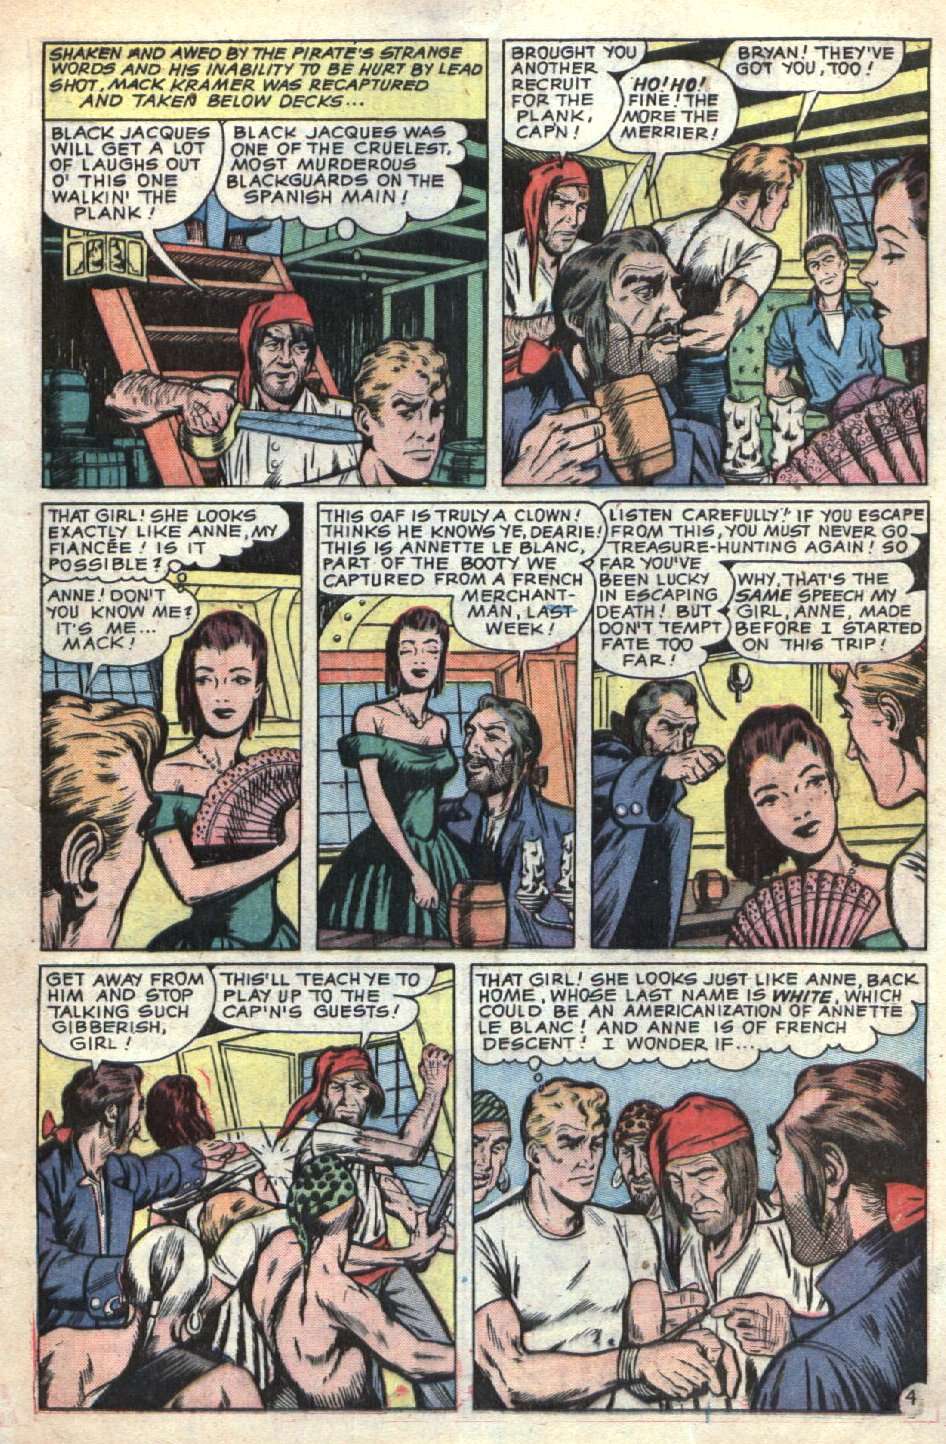 SHAKEN AND AWED BY THE PIRATE'S STRANGE
WORDS AND HIS INABILITY TO BE HURT BY LEAD
SHOT, MACK KRAMER WAS RECAPTURED
AND TAKEN BELOW DECKS...
BLACK JACQUES
WILL GET A LOT
OF LAUGHS OUT
O' THIS ONE
WALKIN' THE
PLANK!
BLACK JACQUES WAS
ONE OF THE CRUELEST,
MOST MURDEROUS
BLACKGUARDS ON THE
SPANISH MAIN!
BROUGHT YOU
ANOTHER
RECRUIT
FOR THE
PLANK,
CAP'N!
HO! HO!
FINE! THE
MORE THE
MERRIER!
BRYAN! THEY'VE
GOT YOU, TOO!
THAT GIRL! SHE LOOKS
EXACTLY LIKE ANNE, MY
FIANCÉE! IS IT
POSSIBLE?
ANNE! DON'T
YOU KNOW ME?
IT'S ME...
MACK!
THIS OAF IS TRULY A CLOWN!
THINKS HE KNOWS YE, DEARIE!
THIS IS ANNETTE LE BLANC,
PART OF THE BOOTY WE
CAPTURED FROM A FRENCH
MERCHANT-
MAN, LAST
WEEK!
LISTEN CAREFULLY! IF YOU ESCAPE
FROM THIS, YOU MUST NEVER GO
TREASURE-HUNTING AGAIN! SO
FAR YOU'VE
BEEN LUCKY
IN ESCAPING
DEATH! BUT
DON'T TEMPT
FATE TOO
FAR!
WHY, THAT'S THE
SAME SPEECH MY
GIRL, ANNE, MADE
BEFORE I STARTED
ON THIS TRIP!
GET AWAY FROM
HIM AND STOP
TALKING SUCH
GIBBERISH,
GIRL!
THIS'LL TEACH YE TO
PLAY UP TO THE
CAP'N'S GUESTS!
THAT GIRL! SHE LOOKS JUST LIKE ANNE, BACK
HOME, WHOSE LAST NAME IS WHITE, WHICH
COULD BE AN AMERICANIZATION OF ANNETTE
LE BLANC! AND ANNE IS OF FRENCH
DESCENT! I WONDER IF...
4